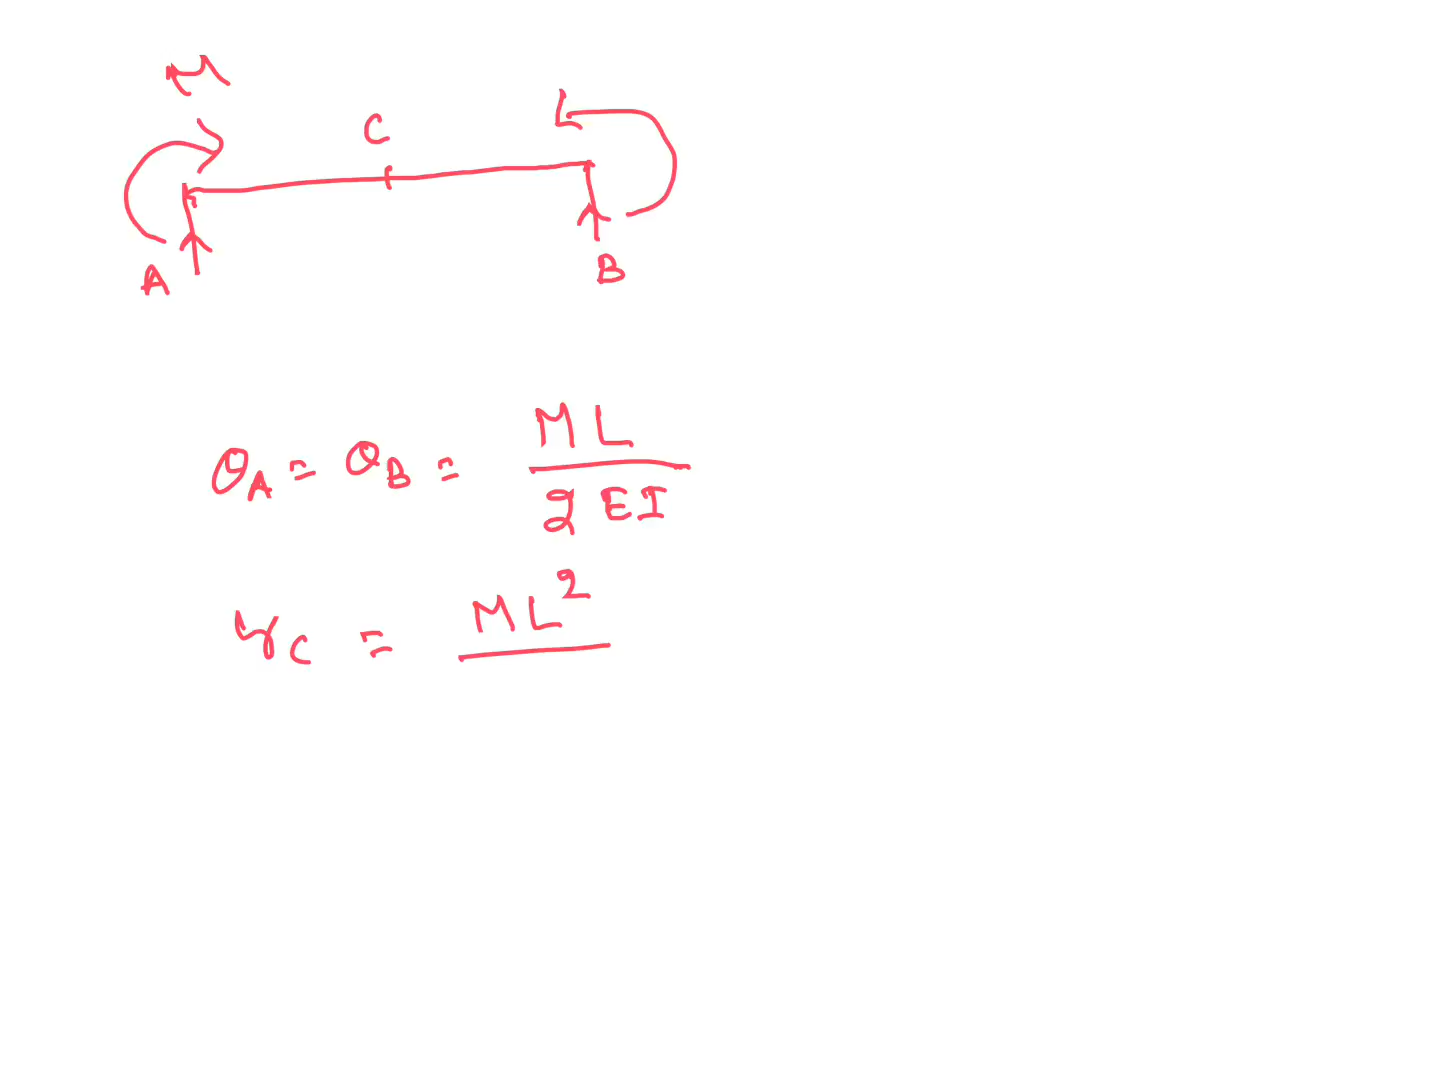 M
C
A
B
θA = θB = ML / 2EI
yC = ML²